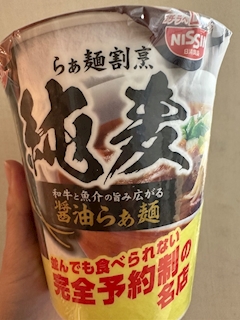 らぁ麺割烹
NISSIN
純麦
和牛と魚介の旨み広がる
醤油らぁ麺
並んでも食べられない
完全予約制の
名店